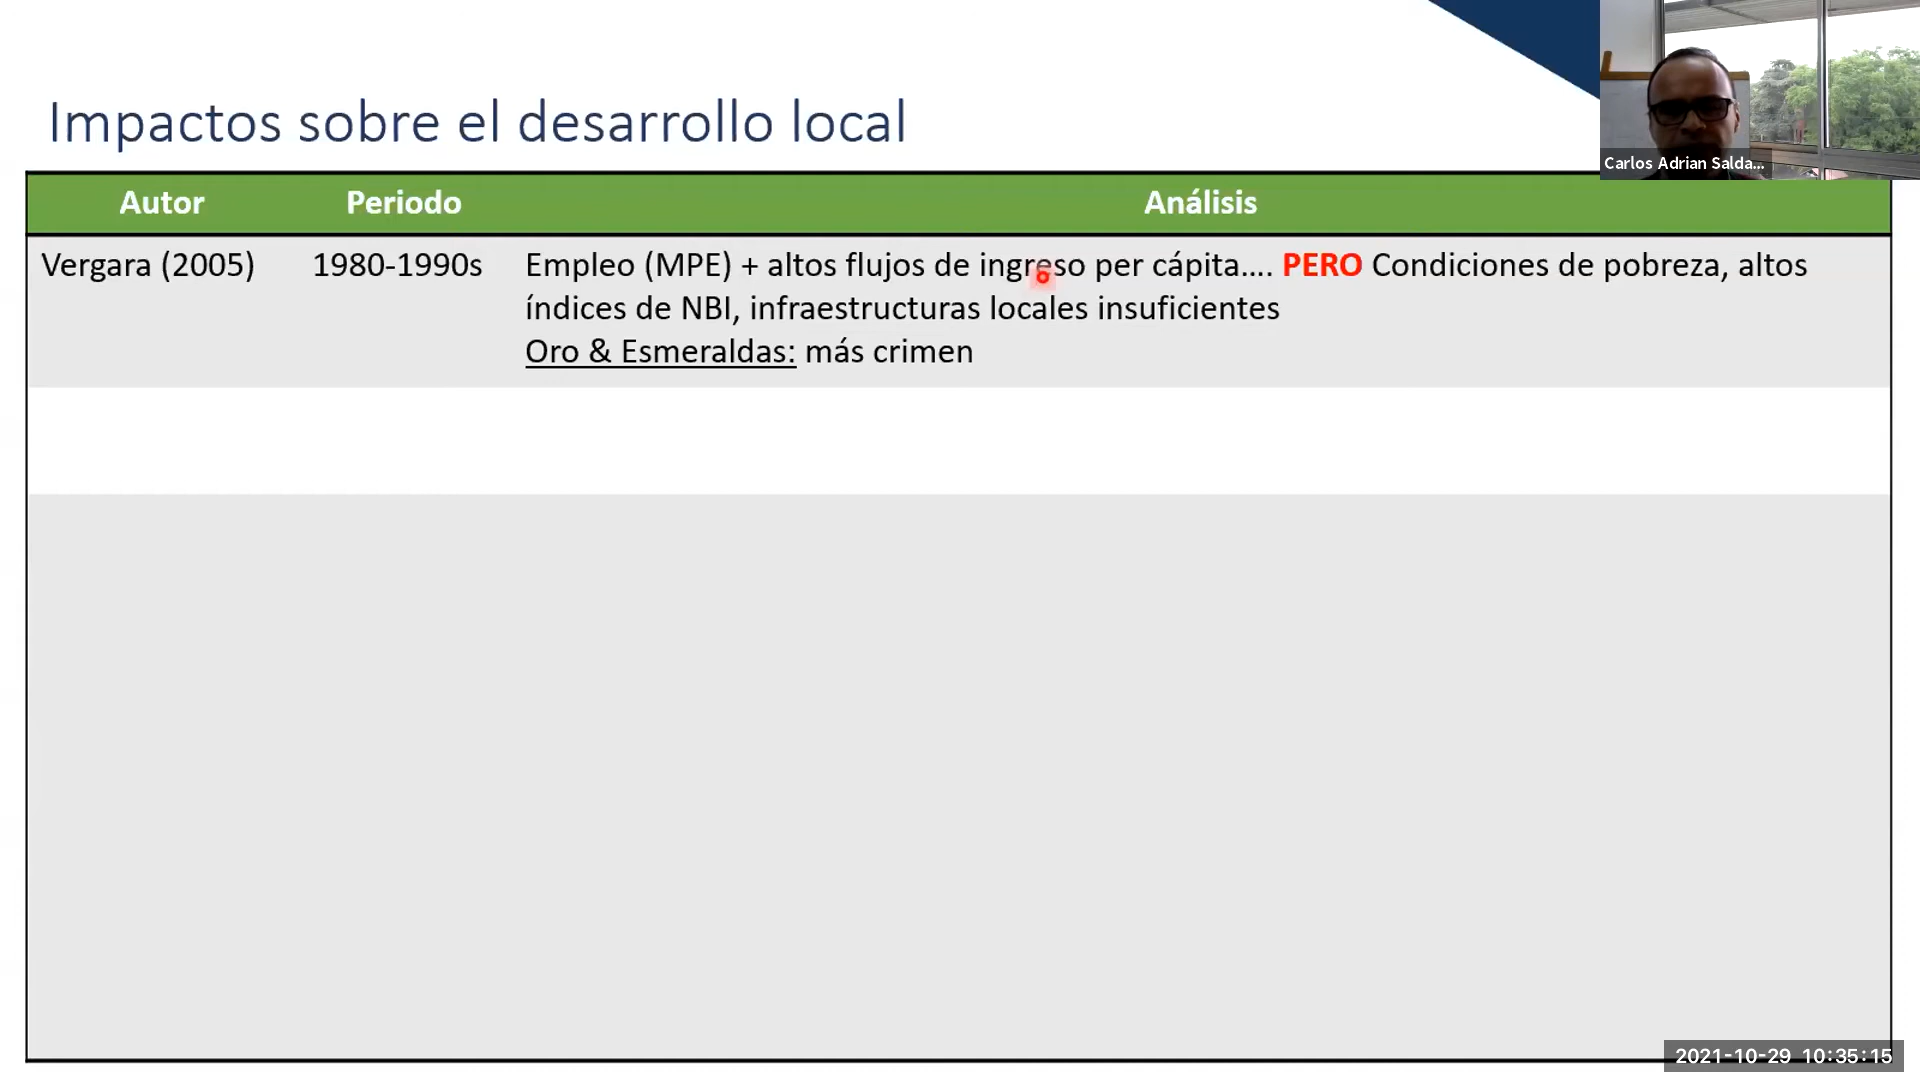 Impactos sobre el desarrollo local
Carlos Adrian Salda...
Autor Periodo Análisis
Vergara (2005) 1980-1990s Empleo (MPE) + altos flujos de ingreso per cápita.... PERO Condiciones de pobreza, altos
índices de NBI, infraestructuras locales insuficientes
Oro & Esmeraldas: más crimen
2021-10-29 10:35:15